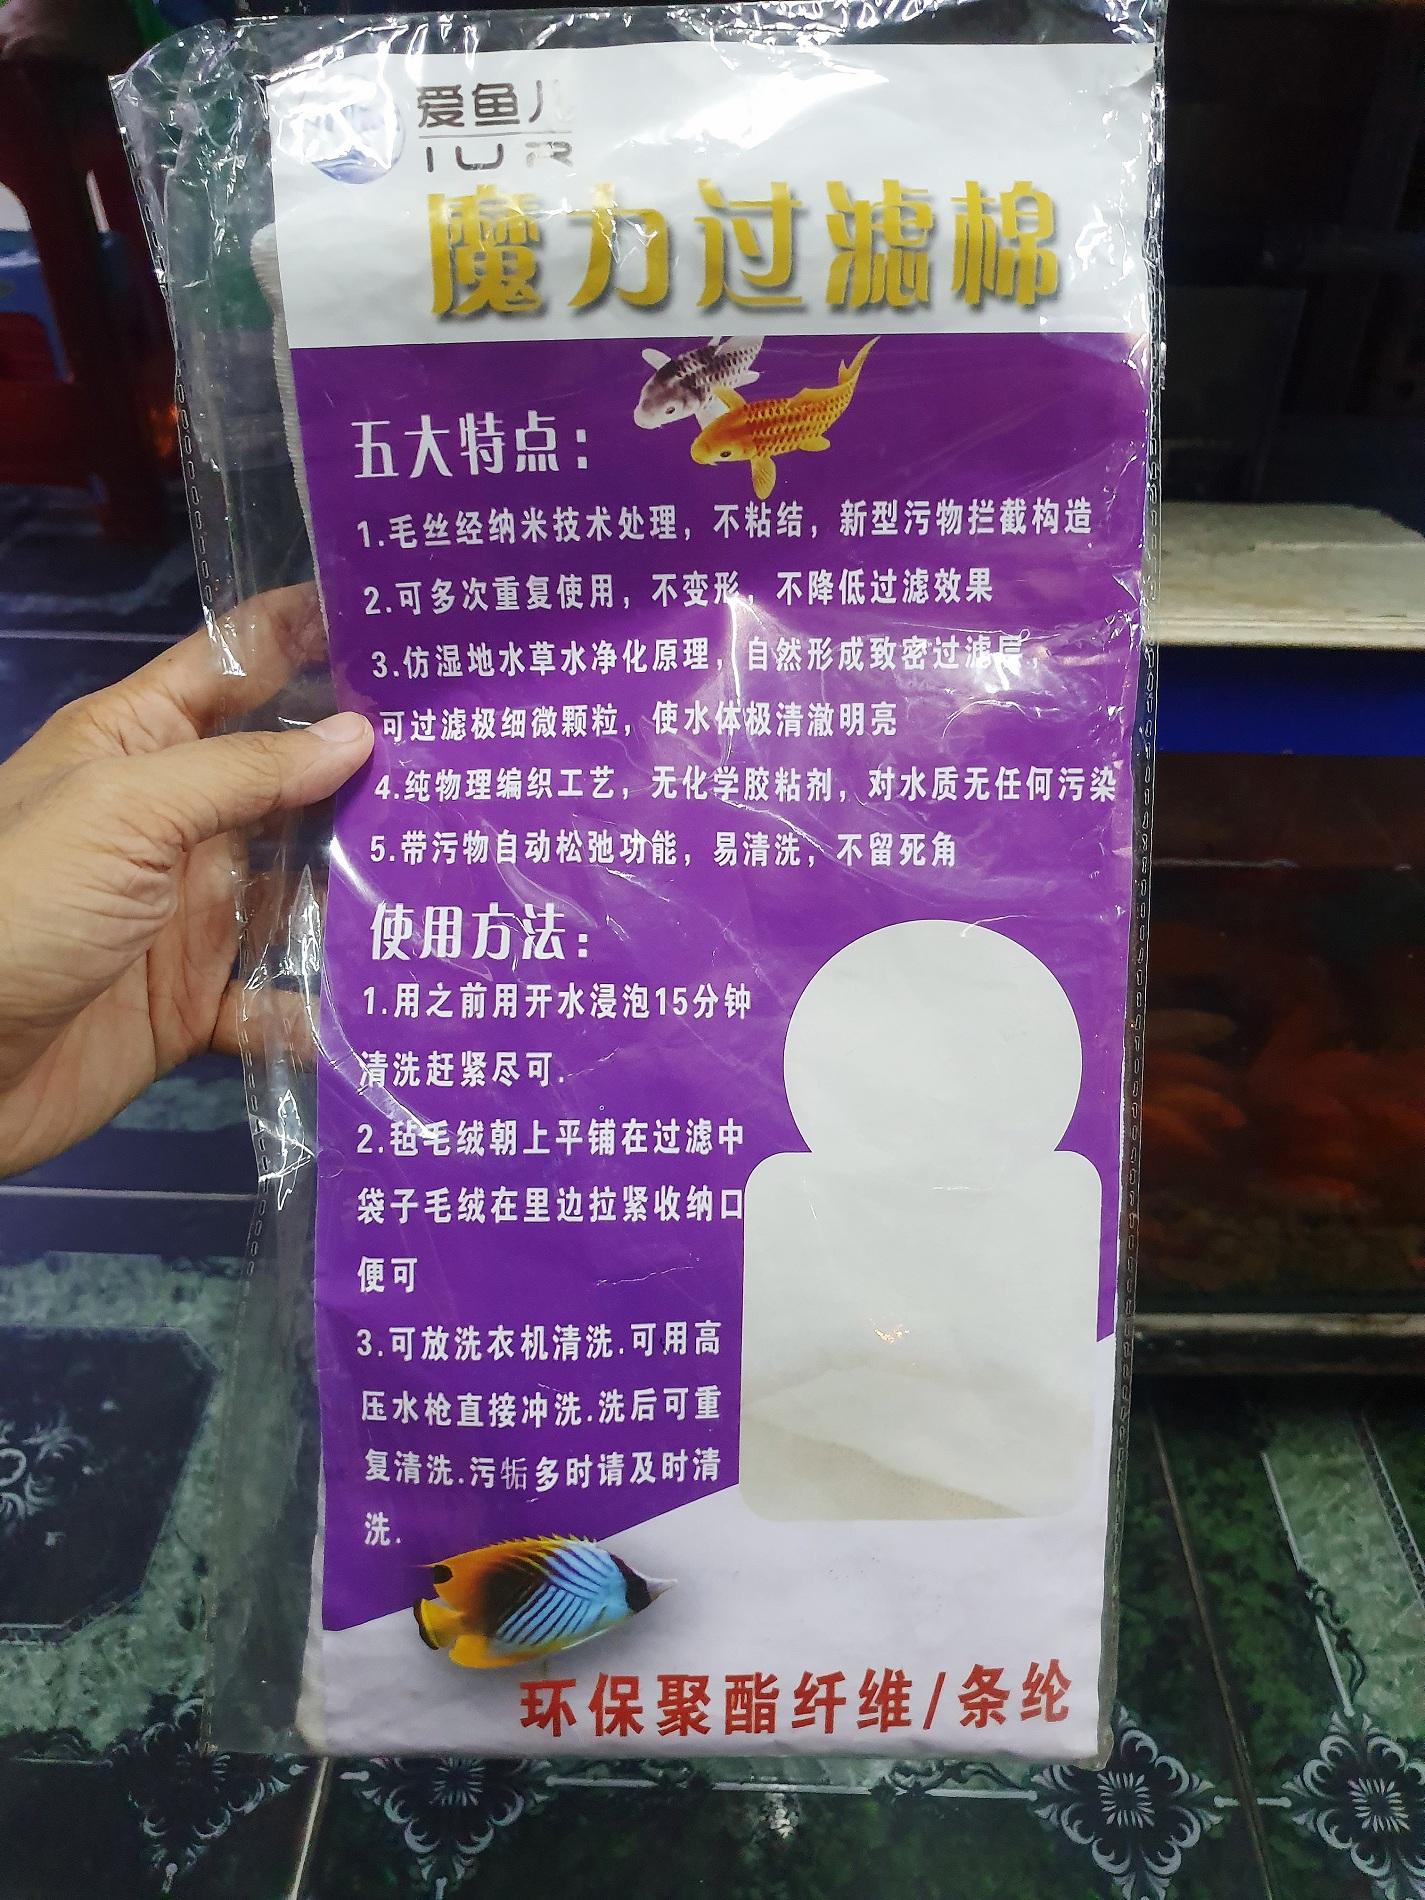 爱鱼儿
IUR
魔力过滤棉
五大特点：
1.毛丝经纳米技术处理，不粘结，新型污物拦截构造
2.可多次重复使用，不变形，不降低过滤效果
3.仿湿地水草水净化原理，自然形成致密过滤层，
可过滤极细微颗粒，使水体极清澈明亮
4.纯物理编织工艺，无化学胶粘剂，对水质无任何污染
5.带污物自动松弛功能，易清洗，不留死角
使用方法：
1.用之前用开水浸泡15分钟
清洗赶紧尽可.
2.毡毛绒朝上平铺在过滤中
袋子毛绒在里边拉紧收纳口
便可
3.可放洗衣机清洗.可用高
压水枪直接冲洗.洗后可重
复清洗.污垢多时请及时清
洗.
环保聚酯纤维/条纶